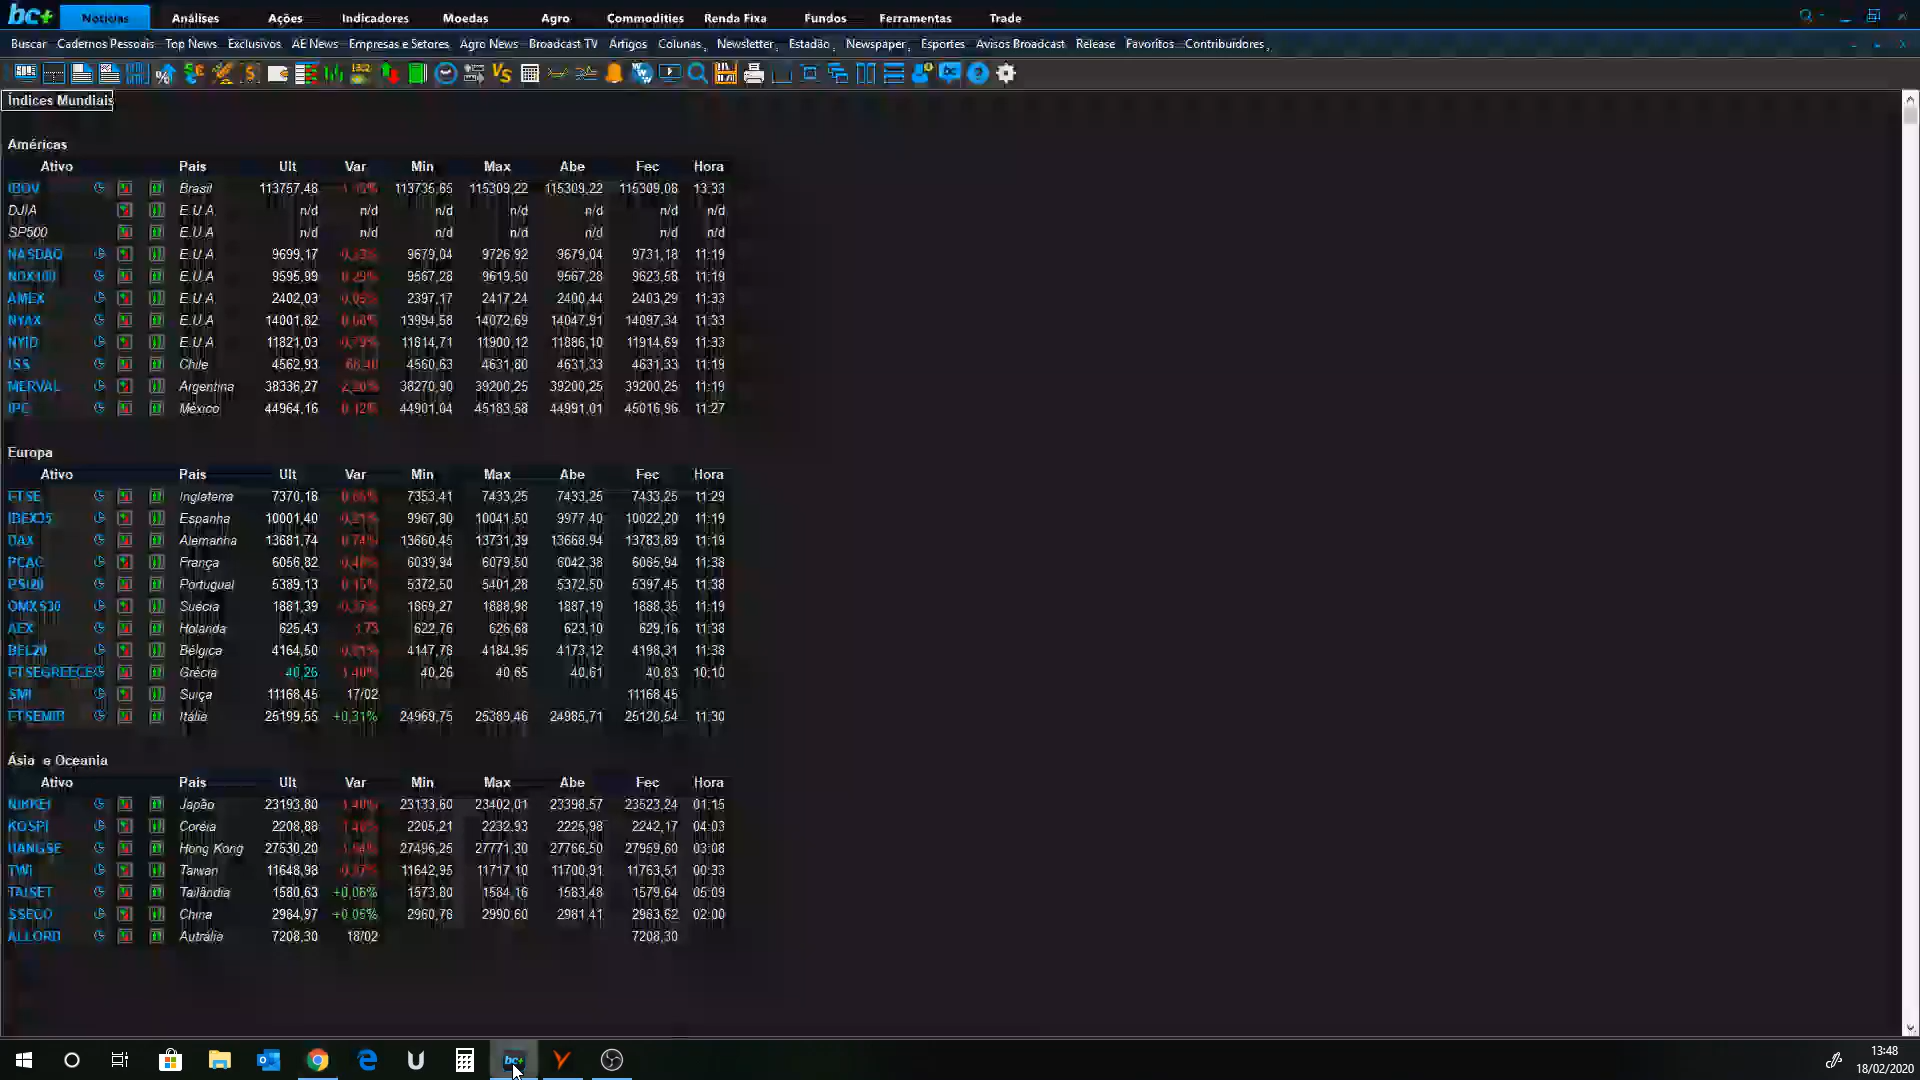 bc+ Notícias Análises Ações Indicadores Moedas Agro Commodities Renda Fixa Fundos Ferramentas Trade
Buscar Cadernos Pessoais Top News Exclusivos AE News Empresas e Setores Agro News Broadcast TV Artigos Colunas Newsletter Estadão Newspaper Esportes Avisos Broadcast Release Favoritos Contribuidores
Índices Mundiais
Américas
Ativo País Ult Var Min Max Abe Fec Hora
IBOV Brasil 113757,48 113735,65 115309,22 115309,22 115309,08 13:33
DJIA E.U.A n/d n/d n/d n/d n/d n/d n/d
SP500 E.U.A n/d n/d n/d n/d n/d n/d n/d
NASDAQ E.U.A 9699,17 9679,04 9726,92 9679,04 9731,18 11:19
NDX100 E.U.A 9595,99 9567,28 9619,50 9567,28 9623,58 11:19
AMEX E.U.A 2402,03 2397,17 2417,24 2400,44 2403,29 11:33
NYAX E.U.A 14001,82 13994,58 14072,69 14047,91 14097,34 11:33
NYID E.U.A 11821,03 11814,71 11900,12 11886,10 11914,69 11:33
Chile 4562,93 4560,63 4631,80 4631,33 4631,33 11:19
MERVAL Argentina 38336,27 38270,90 39200,25 39200,25 39200,25 11:19
IPC México 44964,16 0,12% 44901,04 45183,58 44991,01 45016,96 11:27
Europa
Ativo País Ult Var Min Max Abe Fec Hora
FTSE Inglaterra 7370,18 7353,41 7433,25 7433,25 7433,25 11:29
IBEX35 Espanha 10001,40 9967,80 10041,50 9977,40 10022,20 11:19
DAX Alemanha 13681,74 0,74% 13660,45 13731,39 13668,94 13783,89 11:19
PCAC França 6056,82 6039,94 6079,50 6042,38 6085,94 11:38
PSI20 Portugual 5389,13 5372,50 5401,28 5372,50 5397,45 11:38
OMXS30 Suécia 1881,39 1869,27 1888,98 1887,19 1888,35 11:19
AEX Holanda 625,43 622,76 626,68 623,10 629,16 11:38
BEL20 Bélgica 4164,50 4147,78 4184,95 4173,12 4198,31 11:38
FTSEGREECE Grécia 40,26 1,40% 40,26 40,65 40,61 40,83 10:10
SMI Suíça 11168,45 17/02 11168,45
FTSEMIB Itália 25199,55 +0,31% 24969,75 25389,46 24985,71 25120,54 11:30
Ásia e Oceania
Ativo País Ult Var Min Max Abe Fec Hora
NIKKEI Japão 23193,80 1,40% 23133,60 23402,01 23398,57 23523,24 01:15
KOSPI Coréia 2208,88 2205,21 2232,93 2225,98 2242,17 04:03
HANGSE Hong Kong 27530,20 27496,25 27771,30 27766,50 27959,60 03:08
TWI Taiwan 11648,98 11642,95 11717,10 11700,91 11763,51 00:33
TAISET Tailândia 1580,63 +0,06% 1573,80 1584,16 1583,48 1579,64 05:09
SSECO China 2984,97 +0,05% 2960,78 2990,60 2981,41 2983,62 02:00
ALLORD Autrália 7208,30 18/02 7208,30
13:48
18/02/2020